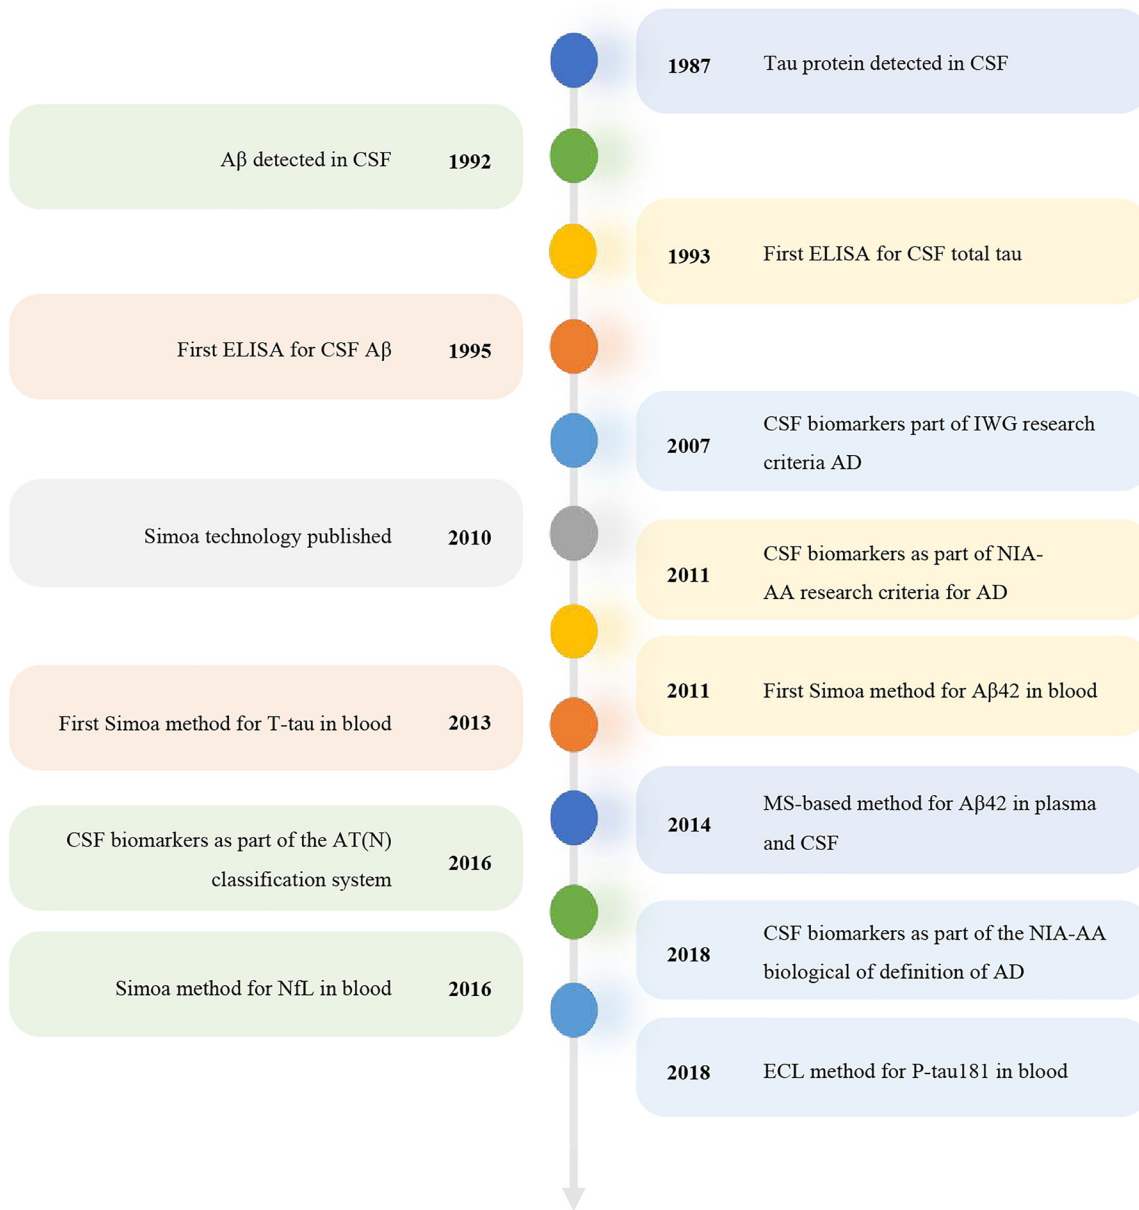 1987 Tau protein detected in CSF
Aβ detected in CSF 1992
1993 First ELISA for CSF total tau
First ELISA for CSF Aβ 1995
2007 CSF biomarkers part of IWG research
criteria AD
Simoa technology published 2010
2011 CSF biomarkers as part of NIA-
AA research criteria for AD
2011 First Simoa method for Aβ42 in blood
First Simoa method for T-tau in blood 2013
2014 MS-based method for Aβ42 in plasma
and CSF
CSF biomarkers as part of the AT(N)
classification system 2016
2018 CSF biomarkers as part of the NIA-AA
biological of definition of AD
Simoa method for NfL in blood 2016
2018 ECL method for P-tau181 in blood